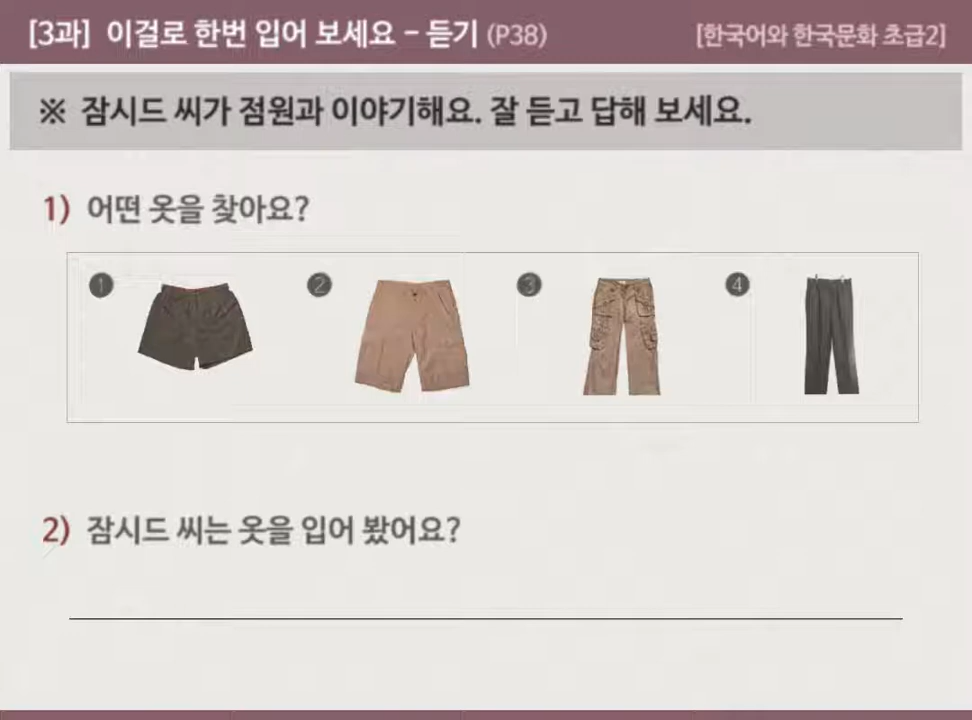 [3과] 이걸로 한번 입어 보세요 - 듣기 (P38) [한국어와 한국문화 초급2]
※ 잠시드 씨가 점원과 이야기해요. 잘 듣고 답해 보세요.
1) 어떤 옷을 찾아요?
1 2 3 4
2) 잠시드 씨는 옷을 입어 봤어요?